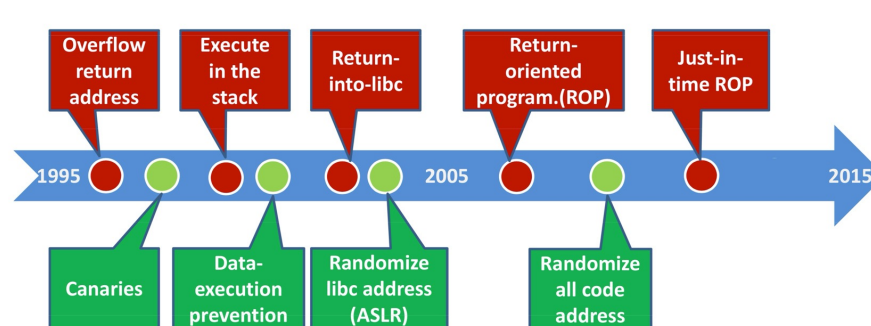 Overflow
return
address
Execute
in the
stack
Return-
into-libc
Return-
oriented
program.(ROP)
Just-in-
time ROP
1995
2005
2015
Canaries
Data-
execution
prevention
Randomize
libc address
(ASLR)
Randomize
all code
address